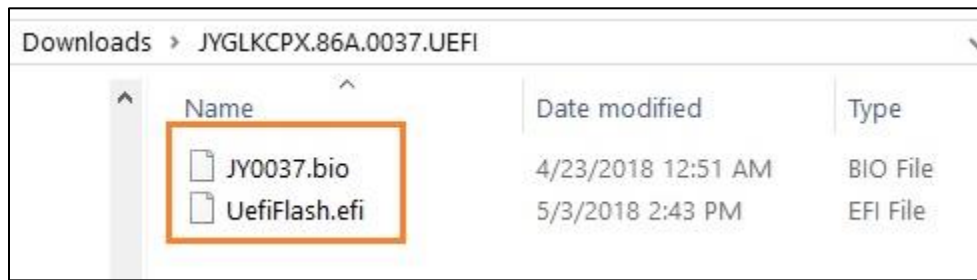 Downloads > JYGLKCPX.86A.0037.UEFI
Name Date modified Type
JY0037.bio 4/23/2018 12:51 AM BIO File
UefiFlash.efi 5/3/2018 2:43 PM EFI File